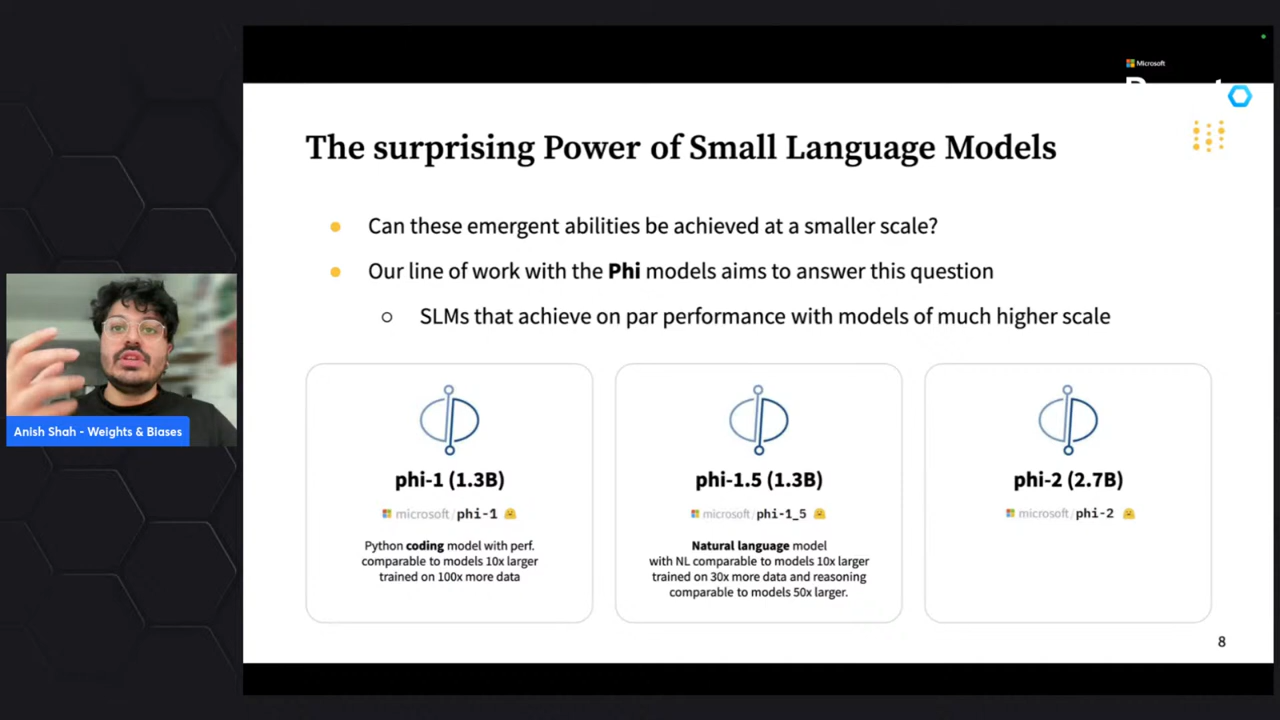 Microsoft
The surprising Power of Small Language Models
Can these emergent abilities be achieved at a smaller scale?
Our line of work with the Phi models aims to answer this question
SLMs that achieve on par performance with models of much higher scale
phi-1 (1.3B)
microsoft/phi-1
Python coding model with perf.
comparable to models 10x larger
trained on 100x more data
phi-1.5 (1.3B)
microsoft/phi-1_5
Natural language model
with NL comparable to models 10x larger
trained on 30x more data and reasoning
comparable to models 50x larger.
phi-2 (2.7B)
microsoft/phi-2
8
Anish Shah - Weights & Biases